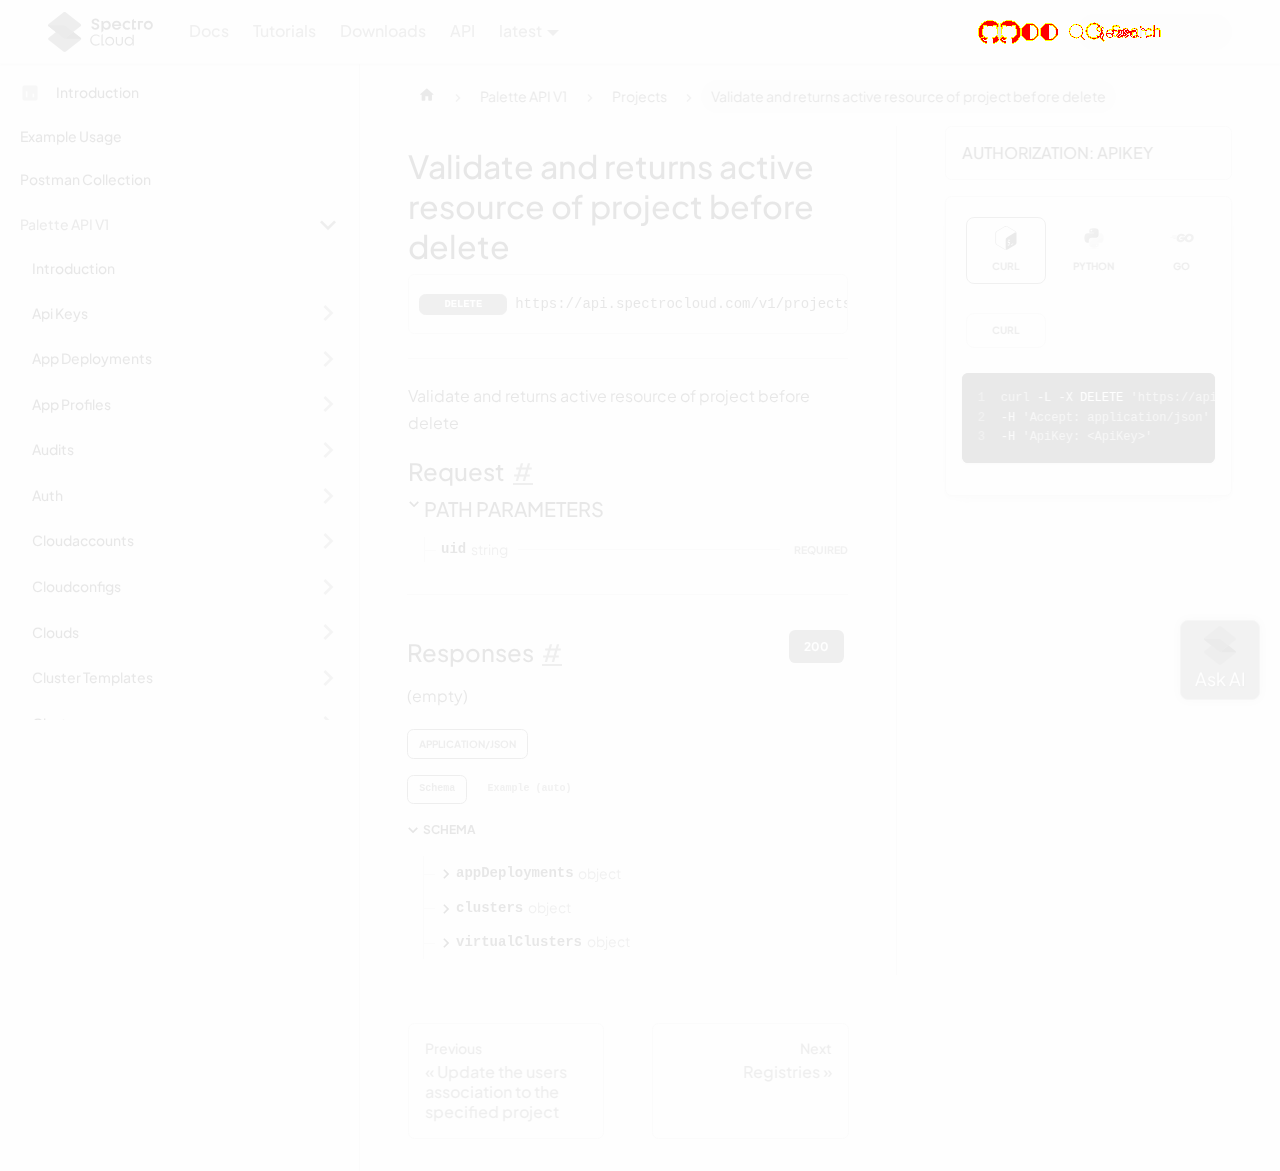 Spectro Cloud
Docs Tutorials Downloads API latest
Introduction
Example Usage
Postman Collection
Palette API V1
Introduction
Api Keys
App Deployments
App Profiles
Audits
Auth
Cloudaccounts
Cloudconfigs
Clouds
Cluster Templates
Palette API V1 Projects Validate and returns active resource of project before delete
Validate and returns active
resource of project before
delete
DELETE https://api.spectrocloud.com/v1/projects
Validate and returns active resource of project before
delete
Request #
PATH PARAMETERS
uid string REQUIRED
Responses # 200
(empty)
APPLICATION/JSON
Schema Example (auto)
SCHEMA
appDeployments object
clusters object
virtualClusters object
Previous
« Update the users
association to the
specified project
Next
Registries »
AUTHORIZATION: APIKEY
CURL PYTHON GO
CURL
1 curl -L -X DELETE 'https://api
2 -H 'Accept: application/json'
3 -H 'ApiKey: <ApiKey>'
Ask AI